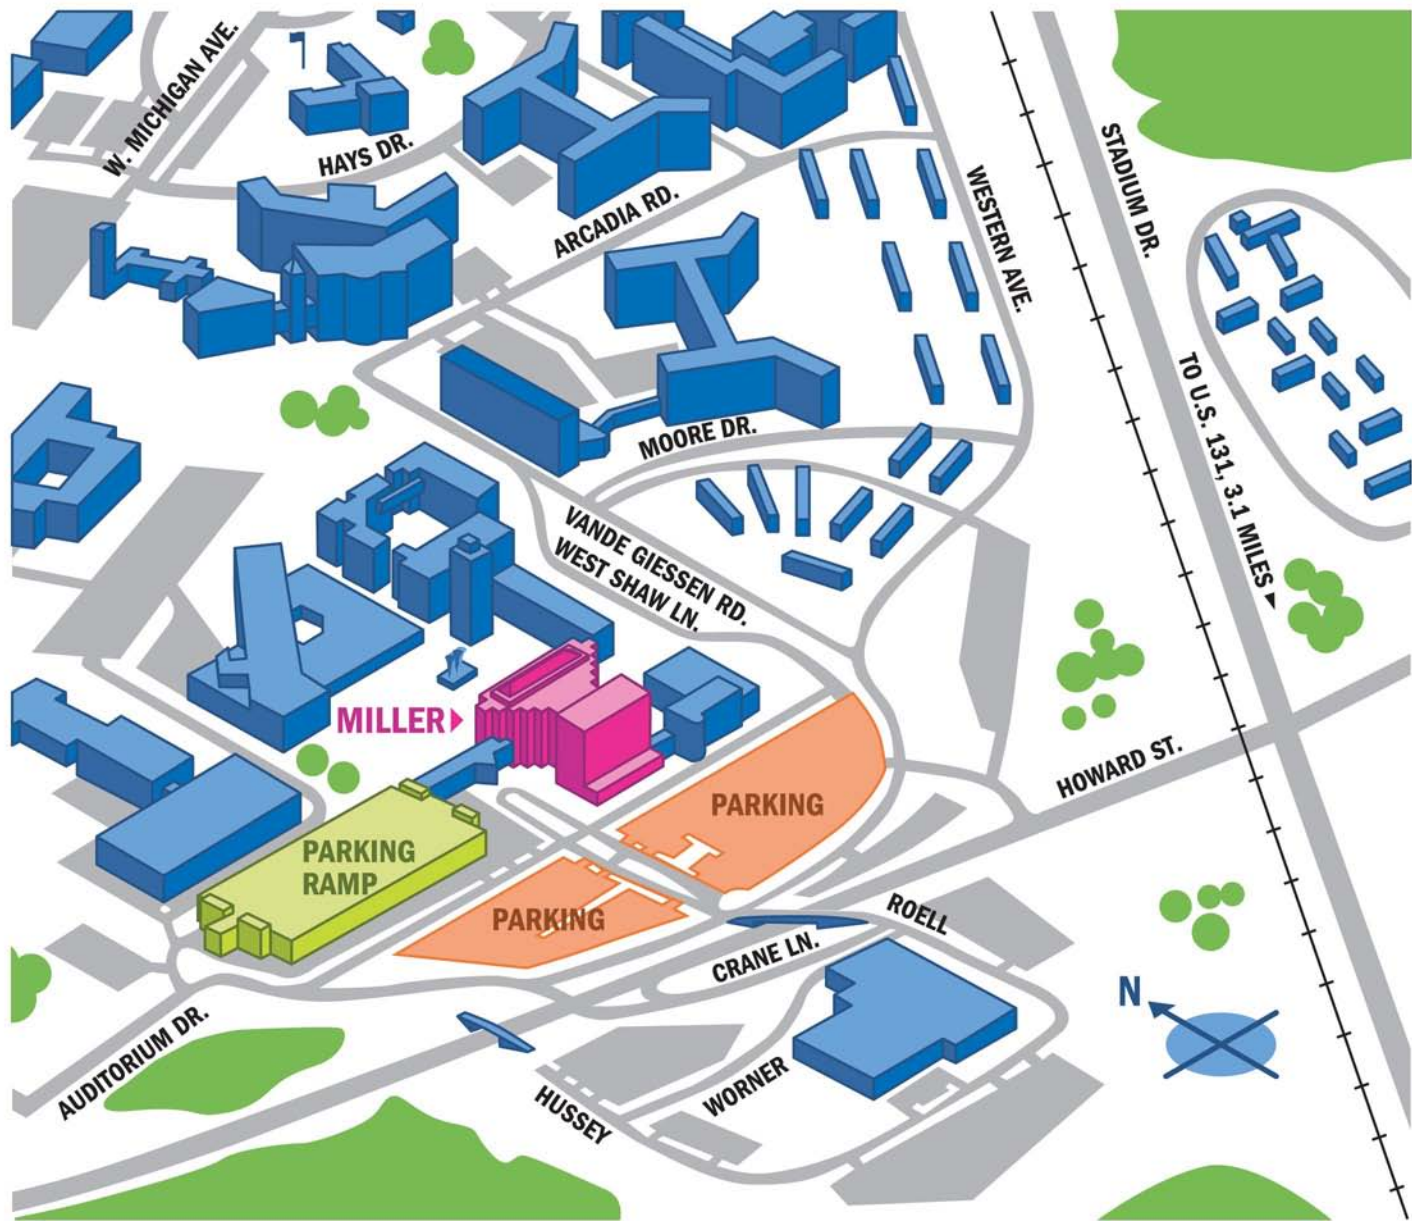 W. MICHIGAN AVE.
HAYS DR.
ARCADIA RD.
WESTERN AVE.
STADIUM DR.
TO U.S. 131, 3.1 MILES
MOORE DR.
VANDE GIESSEN RD.
WEST SHAW LN.
MILLER
HOWARD ST.
PARKING
PARKING
RAMP
PARKING
ROELL
CRANE LN.
N
AUDITORIUM DR.
WORNER
HUSSEY